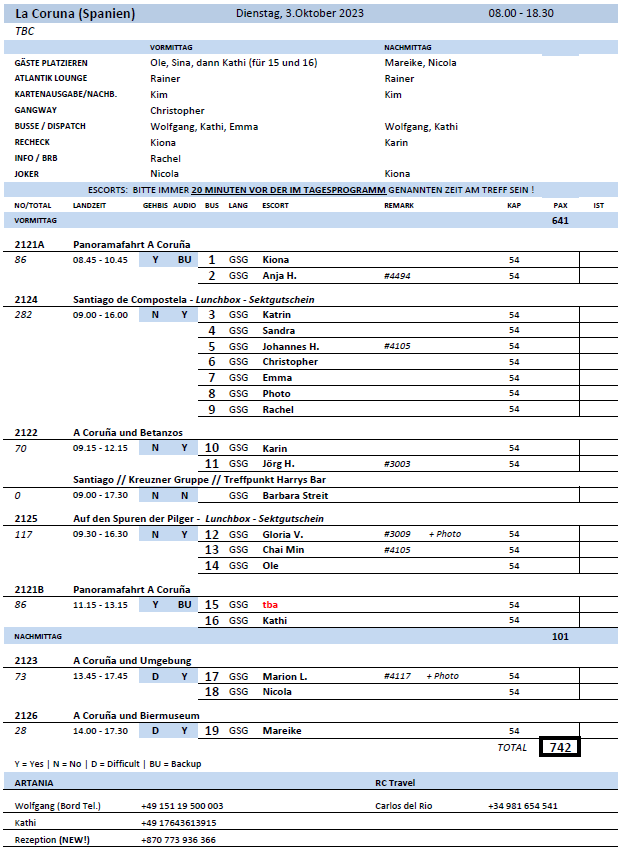 La Coruna (Spanien) Dienstag, 3.Oktober 2023 08.00 - 18.30
TBC
VORMITTAG NACHMITTAG
GÄSTE PLATZIEREN Ole, Sina, dann Kathi (für 15 und 16) Mareike, Nicola
ATLANTIK LOUNGE Rainer Rainer
KARTENAUSGABE/NACHB. Kim Kim
GANGWAY Christopher
BUSSE / DISPATCH Wolfgang, Kathi, Emma Wolfgang, Kathi
RECHECK Kiona Karin
INFO / BRB Rachel
JOKER Nicola Kiona
ESCORTS: BITTE IMMER 20 MINUTEN VOR DER IM TAGESPROGRAMM GENANNTEN ZEIT AM TREFF SEIN !
NO/TOTAL LANDZEIT GEHBIS AUDIO BUS LANG ESCORT REMARK KAP PAX IST
VORMITTAG 641
2121A Panoramafahrt A Coruña
86 08.45 - 10.45 Y BU 1 GSG Kiona 54
2 GSG Anja H. #4494 54
2124 Santiago de Compostela - Lunchbox - Sektgutschein
282 09.00 - 16.00 N Y 3 GSG Katrin 54
4 GSG Sandra 54
5 GSG Johannes H. #4105 54
6 GSG Christopher 54
7 GSG Emma 54
8 GSG Photo 54
9 GSG Rachel 54
2122 A Coruña und Betanzos
70 09.15 - 12.15 N Y 10 GSG Karin 54
11 GSG Jörg H. #3003 54
Santiago // Kreuzner Gruppe // Treffpunkt Harrys Bar
0 09.00 - 17.30 N N GSG Barbara Streit
2125 Auf den Spuren der Pilger - Lunchbox - Sektgutschein
117 09.30 - 16.30 N Y 12 GSG Gloria V. #3009 + Photo 54
13 GSG Chai Min #4105 54
14 GSG Ole 54
2121B Panoramafahrt A Coruña
86 11.15 - 13.15 Y BU 15 GSG tba 54
16 GSG Kathi 54
NACHMITTAG 101
2123 A Coruña und Umgebung
73 13.45 - 17.45 D Y 17 GSG Marion L. #4117 + Photo 54
18 GSG Nicola 54
2126 A Coruña und Biermuseum
28 14.00 - 17.30 D Y 19 GSG Mareike 54
TOTAL 742
Y = Yes | N = No | D = Difficult | BU = Backup
ARTANIA RC Travel
Wolfgang (Bord Tel.) +49 151 19 500 003 Carlos del Rio +34 981 654 541
Kathi +49 17643613915
Rezeption (NEW!) +870 773 936 366